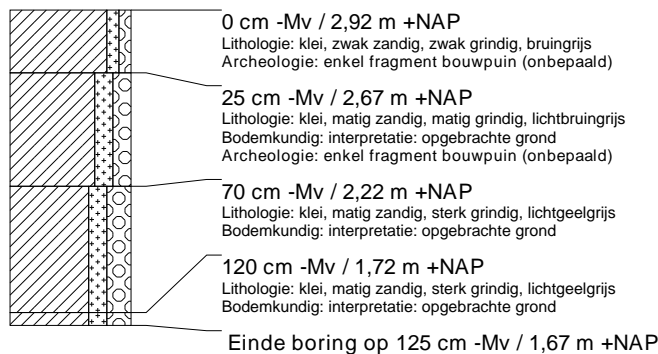 0 cm -Mv / 2,92 m +NAP
Lithologie: klei, zwak zandig, zwak grindig, bruingrijs
Archeologie: enkel fragment bouwpuin (onbepaald)
25 cm -Mv / 2,67 m +NAP
Lithologie: klei, matig zandig, matig grindig, lichtbruingrijs
Bodemkundig: interpretatie: opgebrachte grond
Archeologie: enkel fragment bouwpuin (onbepaald)
70 cm -Mv / 2,22 m +NAP
Lithologie: klei, matig zandig, sterk grindig, lichtgeelgrijs
Bodemkundig: interpretatie: opgebrachte grond
120 cm -Mv / 1,72 m +NAP
Lithologie: klei, matig zandig, sterk grindig, lichtgeelgrijs
Bodemkundig: interpretatie: opgebrachte grond
Einde boring op 125 cm -Mv / 1,67 m +NAP